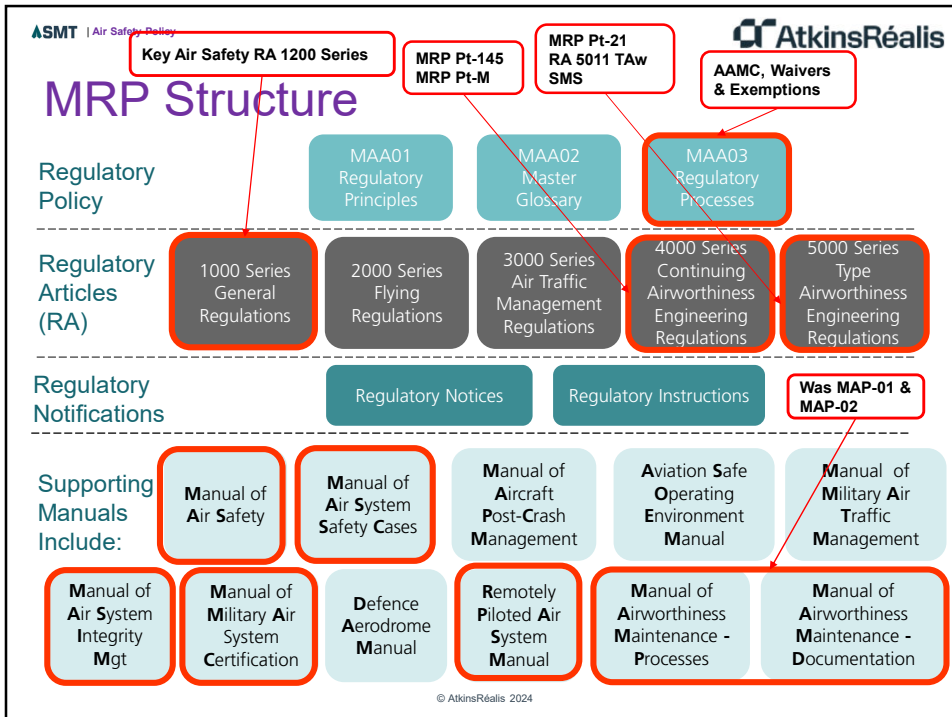 ASMT | Air Safety Policy
AtkinsRéalis
Key Air Safety RA 1200 Series
MRP Pt-145
MRP Pt-M
MRP Pt-21
RA 5011 TAw
SMS
AAMC, Waivers
& Exemptions
MRP Structure
Regulatory
Policy
MAA01
Regulatory
Principles
MAA02
Master
Glossary
MAA03
Regulatory
Processes
Regulatory
Articles
(RA)
1000 Series
General
Regulations
2000 Series
Flying
Regulations
3000 Series
Air Traffic
Management
Regulations
4000 Series
Continuing
Airworthiness
Engineering
Regulations
5000 Series
Type
Airworthiness
Engineering
Regulations
Regulatory
Notifications
Regulatory Notices
Regulatory Instructions
Was MAP-01 &
MAP-02
Supporting
Manuals
Include:
Manual of
Air Safety
Manual of
Air System
Safety Cases
Manual of
Aircraft
Post-Crash
Management
Aviation Safe
Operating
Environment
Manual
Manual of
Military Air
Traffic
Management
Manual of
Air System
Integrity
Mgt
Manual of
Military Air
System
Certification
Defence
Aerodrome
Manual
Remotely
Piloted Air
System
Manual
Manual of
Airworthiness
Maintenance -
Processes
Manual of
Airworthiness
Maintenance -
Documentation
© AtkinsRéalis 2024